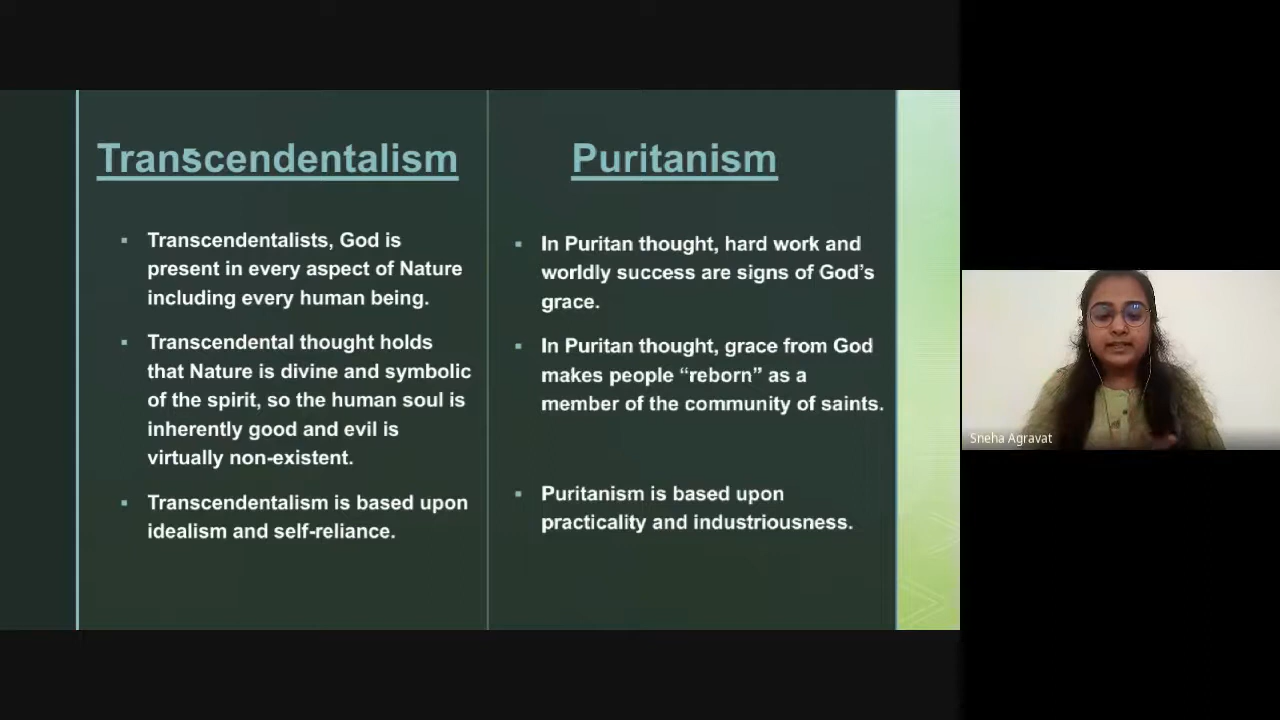 Transcendentalism
Transcendentalists, God is
present in every aspect of Nature
including every human being.
Transcendental thought holds
that Nature is divine and symbolic
of the spirit, so the human soul is
inherently good and evil is
virtually non-existent.
Transcendentalism is based upon
idealism and self-reliance.
Puritanism
In Puritan thought, hard work and
worldly success are signs of God’s
grace.
In Puritan thought, grace from God
makes people “reborn” as a
member of the community of saints.
Puritanism is based upon
practicality and industriousness.
Sneha Agravat